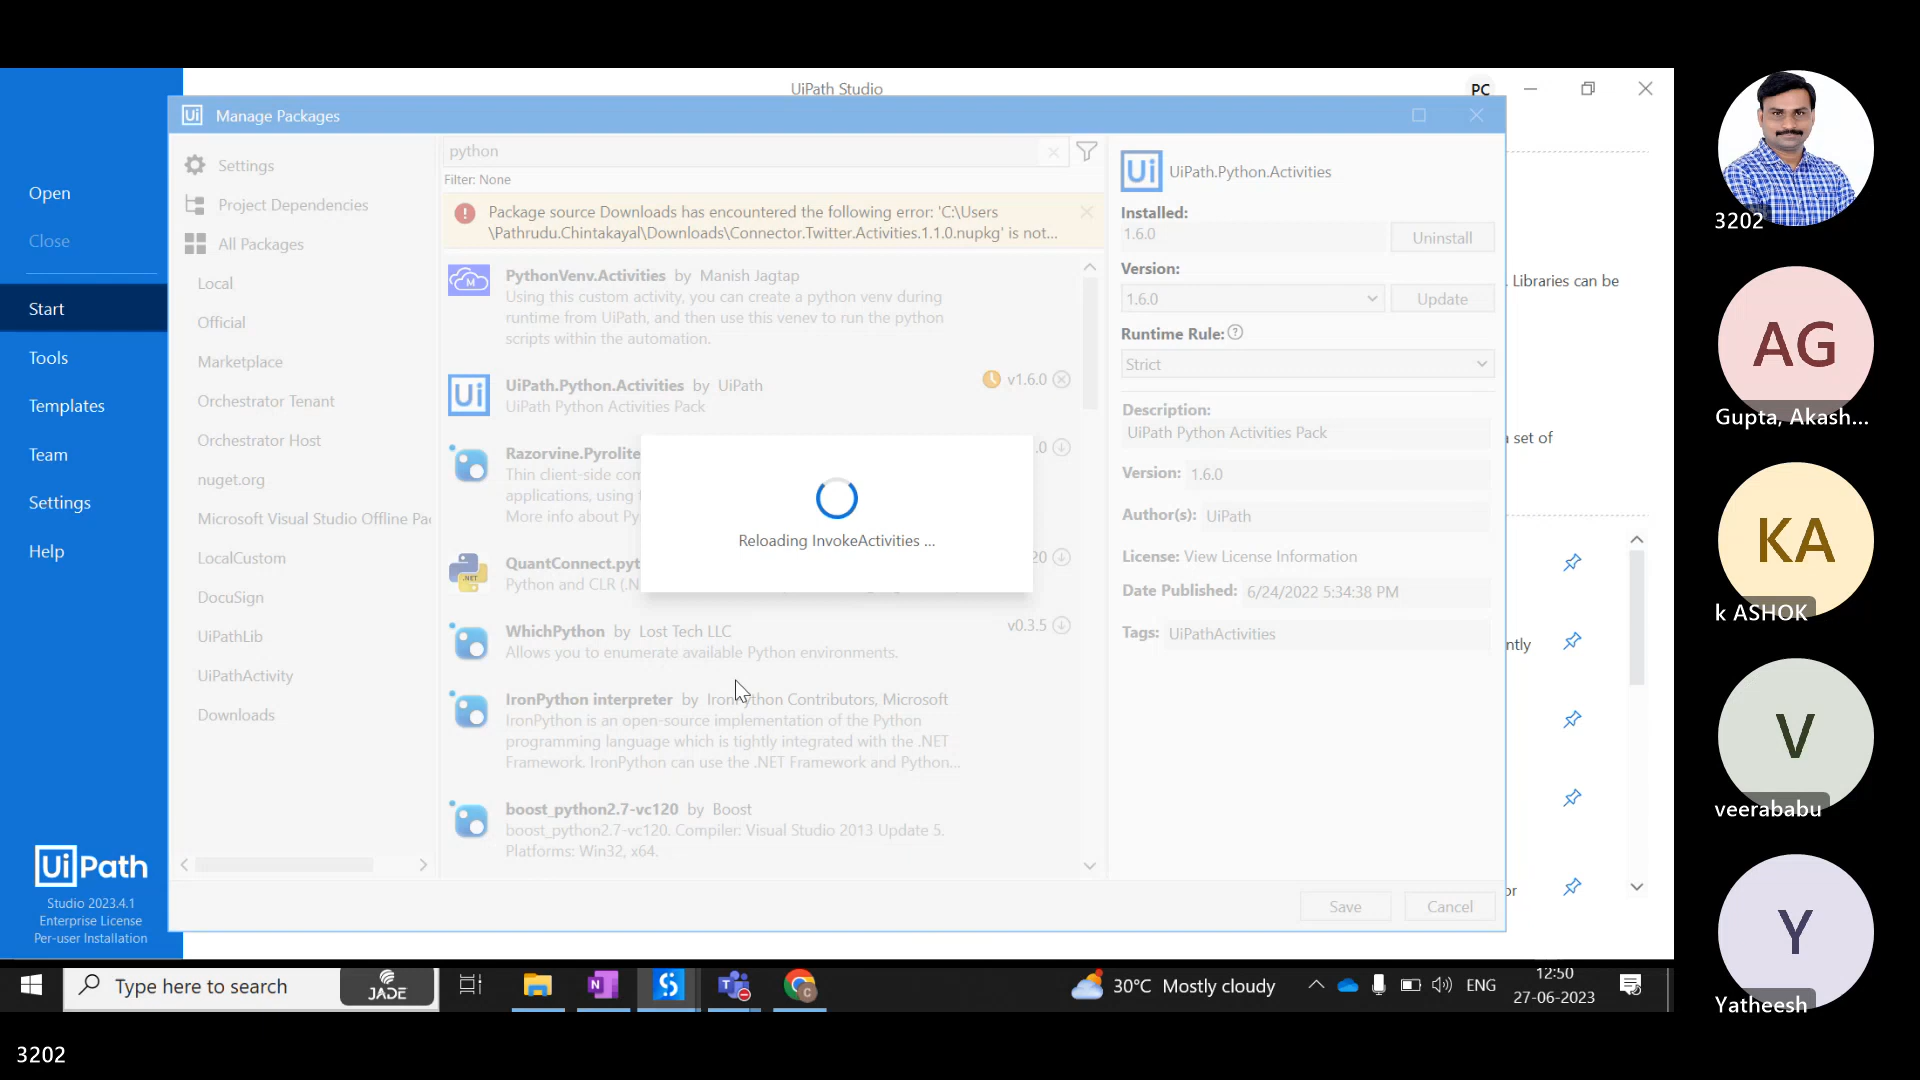 UiPath Studio
PC
Ui Manage Packages
Open
Close
Start
Tools
Templates
Team
Settings
Help
UiPath
Studio 2023.4.1
Enterprise License
Per-user Installation
Settings
Project Dependencies
All Packages
Local
Official
Marketplace
Orchestrator Tenant
Orchestrator Host
nuget.org
Microsoft Visual Studio Offline Pac
LocalCustom
DocuSign
UiPathLib
UiPathActivity
Downloads
python
Filter: None
Package source Downloads has encountered the following error: 'C:\Users
\Pathrudu.Chintakayal\Downloads\Connector.Twitter.Activities.1.1.0.nupkg' is not...
PythonVenv.Activities by Manish Jagtap
Using this custom activity, you can create a python venv during
runtime from UiPath, and then use this venev to run the python
scripts within the automation.
Ui
UiPath.Python.Activities by UiPath v1.6.0
UiPath Python Activities Pack
Razorvine.Pyrolite .0
Thin client-side com
applications, using t
More info about Py
QuantConnect.pyt 20
Python and CLR (.N
WhichPython by Lost Tech LLC v0.3.5
Allows you to enumerate available Python environments.
IronPython interpreter by IronPython Contributors, Microsoft
IronPython is an open-source implementation of the Python
programming language which is tightly integrated with the .NET
Framework. IronPython can use the .NET Framework and Python...
boost_python2.7-vc120 by Boost
boost_python2.7-vc120. Compiler: Visual Studio 2013 Update 5.
Platforms: Win32, x64.
Reloading InvokeActivities ...
Ui UiPath.Python.Activities
Installed:
1.6.0 Uninstall
Version:
1.6.0 Update
Runtime Rule:
Strict
Description:
UiPath Python Activities Pack
Version: 1.6.0
Author(s): UiPath
License: View License Information
Date Published: 6/24/2022 5:34:38 PM
Tags: UiPathActivities
Save Cancel
. Libraries can be
a set of
ntly
or
3202
Gupta, Akash...
AG
KA
k ASHOK
V
veerababu
Y
Yatheesh
Type here to search
JADE
30°C Mostly cloudy
ENG
12:50
27-06-2023
3202